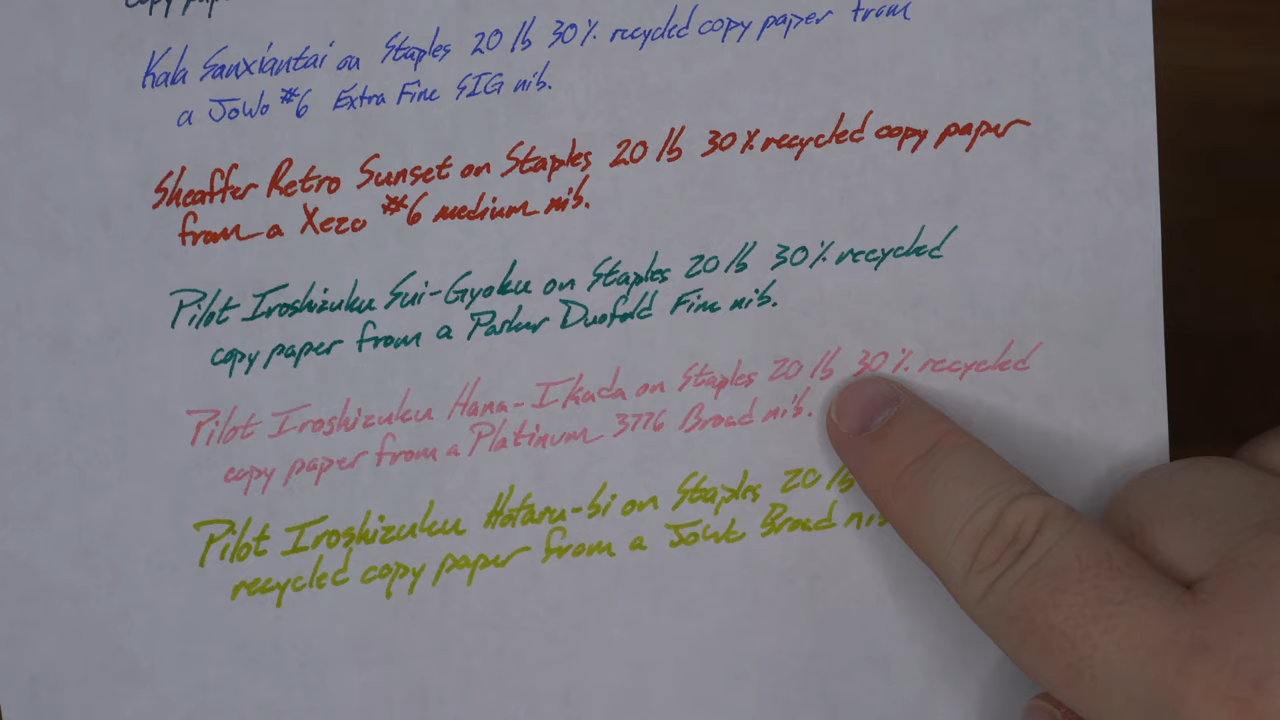 copy paper
Kala Sanxiantai on Staples 20 lb 30% recycled copy paper from
a JoWo #6 Extra Fine SIG nib.
Sheaffer Retro Sunset on Staples 20 lb 30% recycled copy paper
from a Xezo #6 medium nib.
Pilot Iroshizuku Sui-Gyoku on Staples 20 lb 30% recycled
copy paper from a Parker Duofold Fine nib.
Pilot Iroshizuku Hana-Ikada on Staples 20 lb 30% recycled
copy paper from a Platinum 3776 Broad nib.
Pilot Iroshizuku Hotaru-bi on Staples 20 lb
recycled copy paper from a JoWo Broad nib